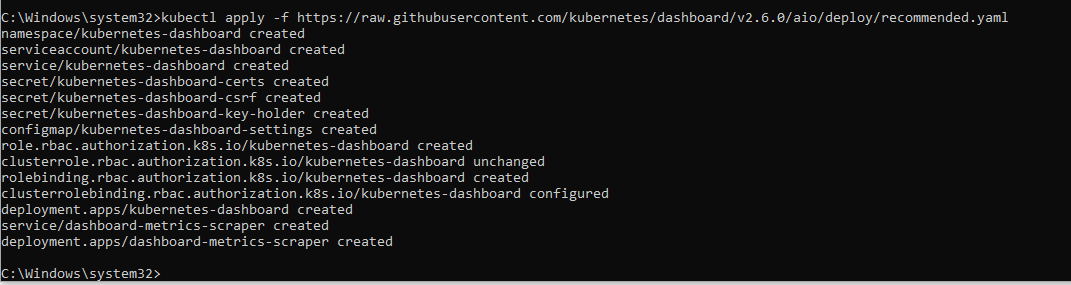 C:\Windows\system32>kubectl apply -f https://raw.githubusercontent.com/kubernetes/dashboard/v2.6.0/aio/deploy/recommended.yaml
namespace/kubernetes-dashboard created
serviceaccount/kubernetes-dashboard created
service/kubernetes-dashboard created
secret/kubernetes-dashboard-certs created
secret/kubernetes-dashboard-csrf created
secret/kubernetes-dashboard-key-holder created
configmap/kubernetes-dashboard-settings created
role.rbac.authorization.k8s.io/kubernetes-dashboard created
clusterrole.rbac.authorization.k8s.io/kubernetes-dashboard unchanged
rolebinding.rbac.authorization.k8s.io/kubernetes-dashboard created
clusterrolebinding.rbac.authorization.k8s.io/kubernetes-dashboard configured
deployment.apps/kubernetes-dashboard created
service/dashboard-metrics-scraper created
deployment.apps/dashboard-metrics-scraper created
C:\Windows\system32>